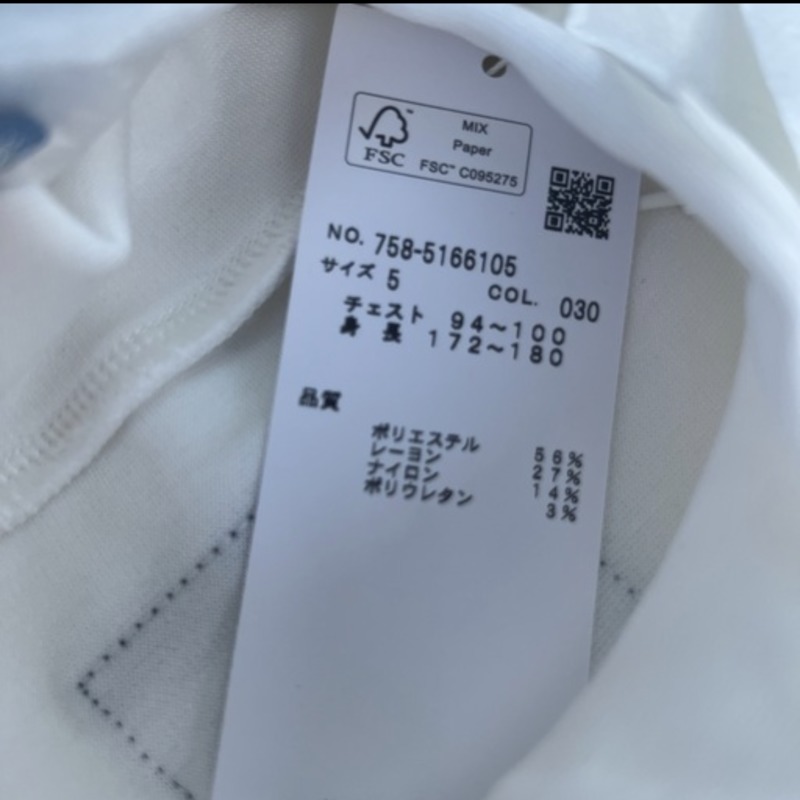 MIX
Paper
FSC™ C095275
FSC
NO. 758-5166105
サイズ 5 COL. 030
チェスト 94～100
身長 172～180
品質
ポリエステル 56%
レーヨン 27%
ナイロン 14%
ポリウレタン 3%